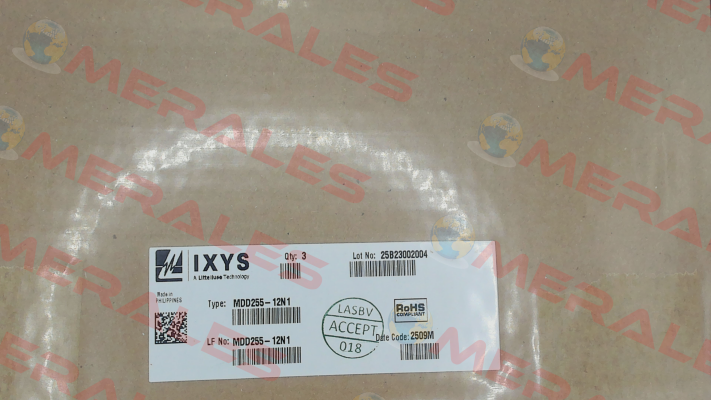 MERALES
MERALES
MERALES
MERALES
MERALES
IXYS
A Littelfuse Technology
Qty: 3
Lot No: 25B23002004
Made in
PHILIPPINES
Type: MDD255-12N1
LF No: MDD255-12N1
LASBV
ACCEPT
018
RoHS
COMPLIANT
Date Code: 2509M